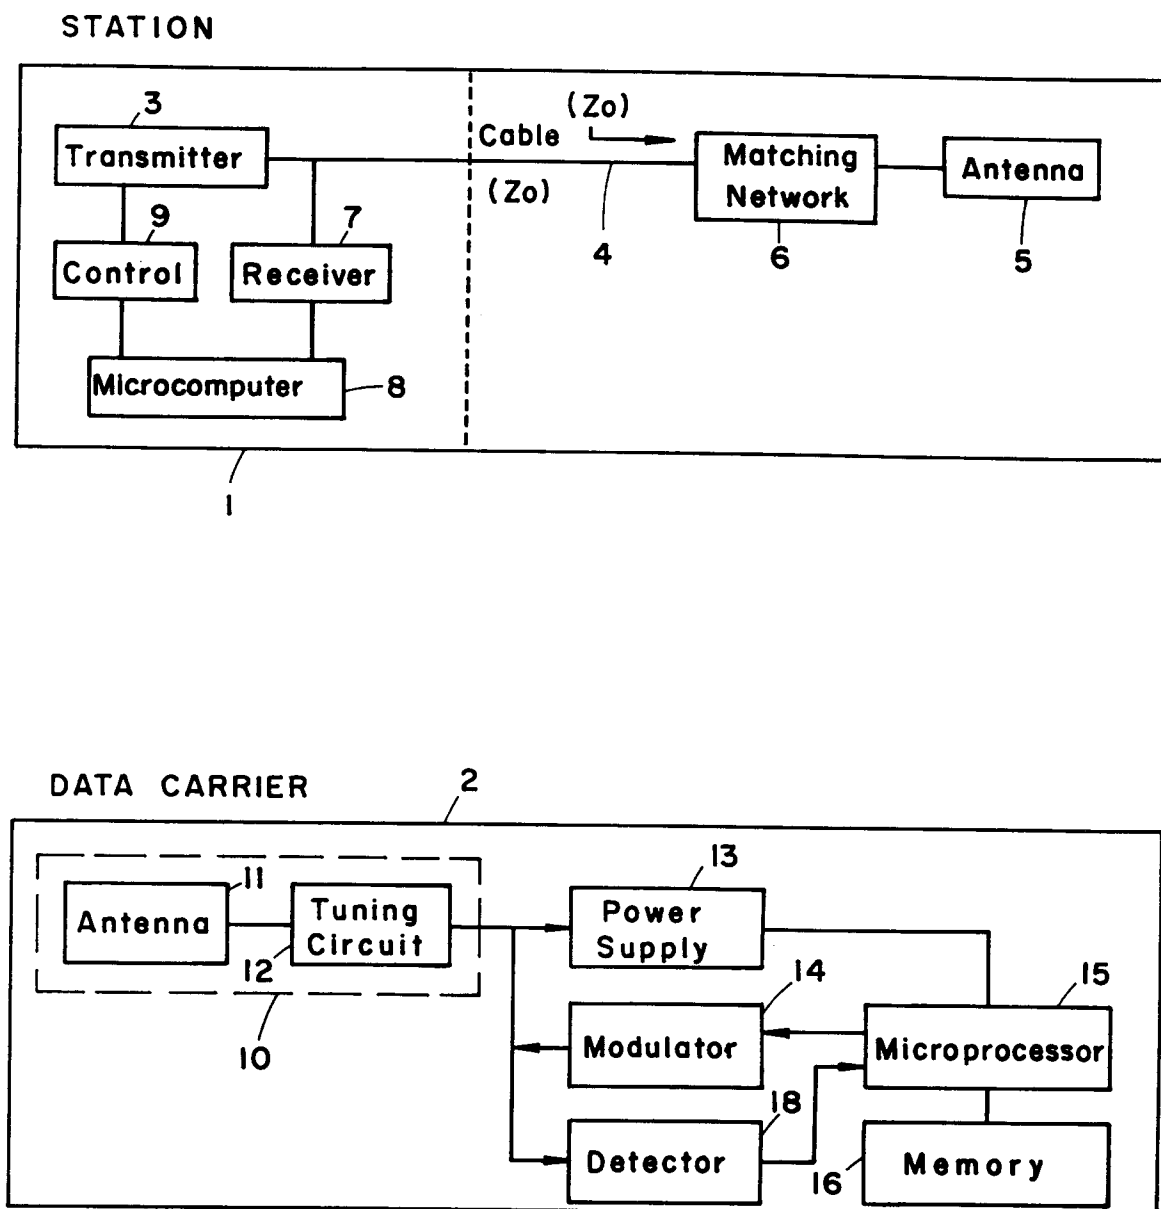 STATION
3
Transmitter
Cable
(Zo)
(Zo)
4
Matching
Network
6
Antenna
5
9
Control
7
Receiver
Microcomputer
8
1
DATA CARRIER
2
11
Antenna
Tuning
Circuit
12
10
13
Power
Supply
14
Modulator
15
Microprocessor
18
Detector
16
Memory